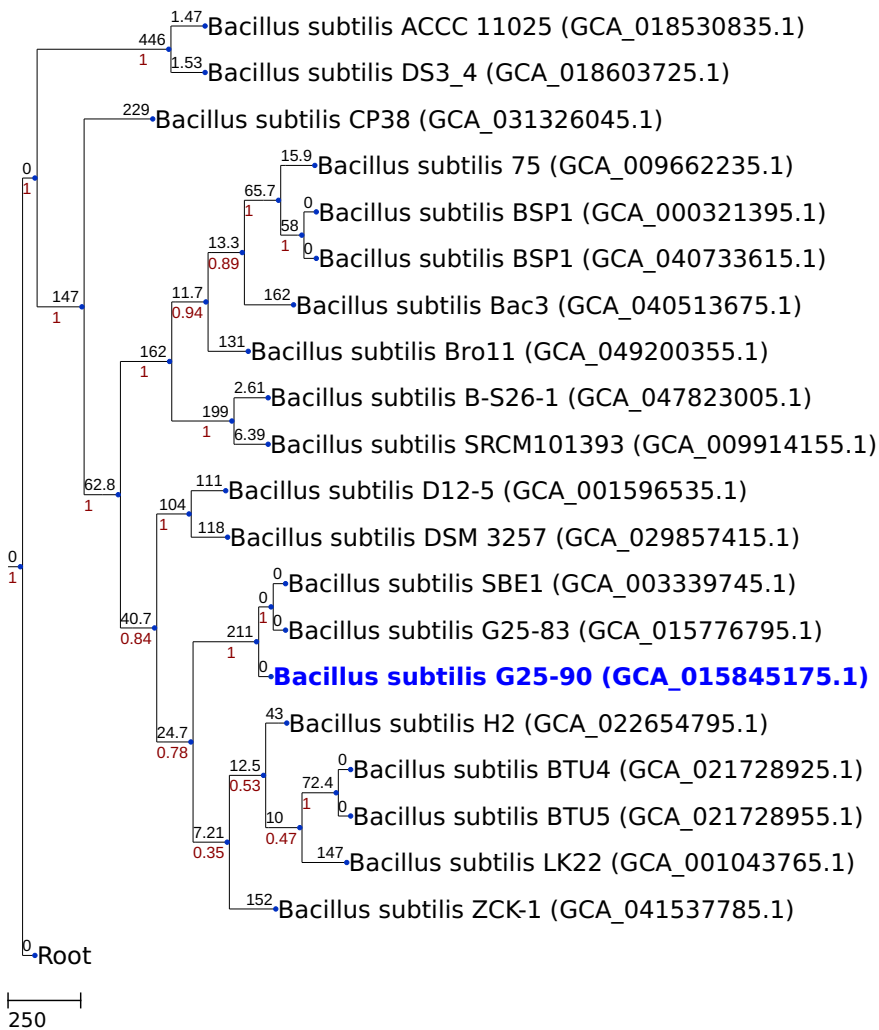 1.47
Bacillus subtilis ACCC 11025 (GCA_018530835.1)
446
1
1.53
Bacillus subtilis DS3_4 (GCA_018603725.1)
229
Bacillus subtilis CP38 (GCA_031326045.1)
15.9
Bacillus subtilis 75 (GCA_009662235.1)
0
1
65.7
1
0
Bacillus subtilis BSP1 (GCA_000321395.1)
58
1
13.3
0.89
0
Bacillus subtilis BSP1 (GCA_040733615.1)
147
1
11.7
0.94
162
Bacillus subtilis Bac3 (GCA_040513675.1)
162
1
131
Bacillus subtilis Bro11 (GCA_049200355.1)
2.61
Bacillus subtilis B-S26-1 (GCA_047823005.1)
199
1
6.39
Bacillus subtilis SRCM101393 (GCA_009914155.1)
62.8
1
111
Bacillus subtilis D12-5 (GCA_001596535.1)
104
1
118
Bacillus subtilis DSM 3257 (GCA_029857415.1)
0
1
0
Bacillus subtilis SBE1 (GCA_003339745.1)
0
1
40.7
0.84
0
Bacillus subtilis G25-83 (GCA_015776795.1)
211
1
0
Bacillus subtilis G25-90 (GCA_015845175.1)
24.7
0.78
43
Bacillus subtilis H2 (GCA_022654795.1)
12.5
0.53
0
Bacillus subtilis BTU4 (GCA_021728925.1)
72.4
1
10
0.47
0
Bacillus subtilis BTU5 (GCA_021728955.1)
7.21
0.35
147
Bacillus subtilis LK22 (GCA_001043765.1)
152
Bacillus subtilis ZCK-1 (GCA_041537785.1)
0
Root
250